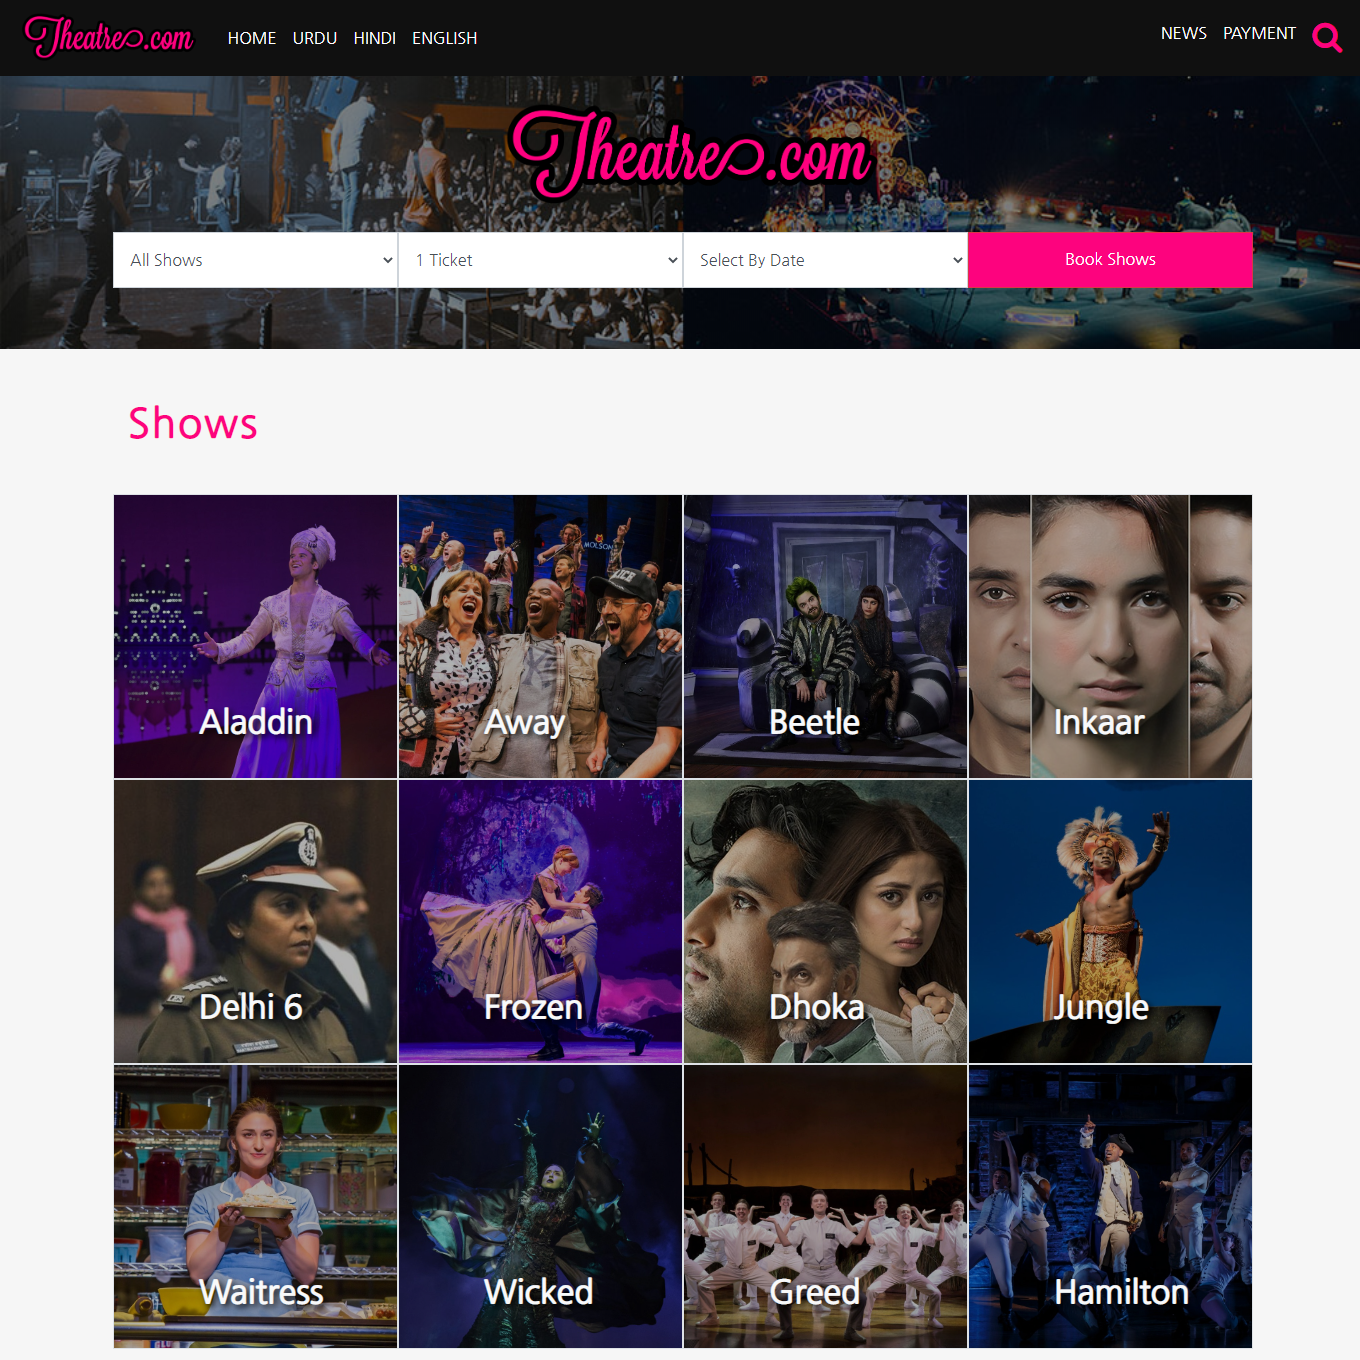 Theatre.com
HOME URDU HINDI ENGLISH
NEWS PAYMENT
Theatre.com
All Shows
1 Ticket
Select By Date
Book Shows
Shows
MOLSON
Aladdin
Away
Beetle
Inkaar
Delhi 6
Frozen
Dhoka
Jungle
Waitress
Wicked
Greed
Hamilton